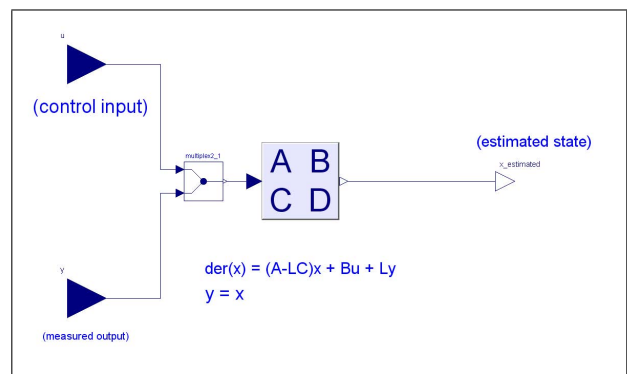 u
(control input)
multiplex2_1
A B
C D
(estimated state)
x_estimated
der(x) = (A-LC)x + Bu + Ly
y = x
y
(measured output)